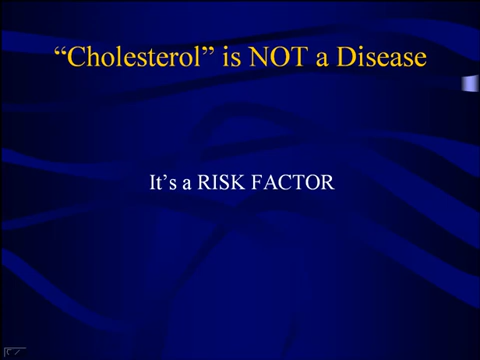 “Cholesterol” is NOT a Disease
It’s a RISK FACTOR